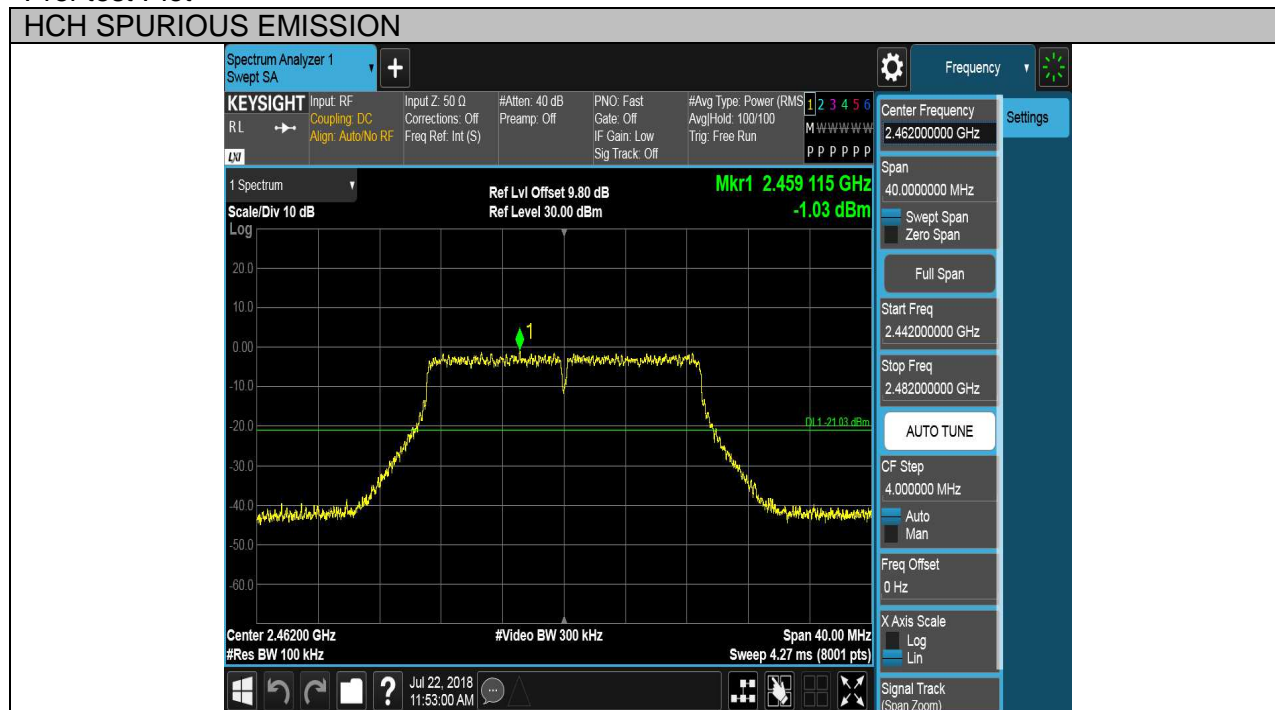 HCH SPURIOUS EMISSION
Spectrum Analyzer 1
Swept SA
Frequency
KEYSIGHT
RL
LXI
Input: RF
Coupling: DC
Align: Auto/No RF
Input Z: 50 Ω
Corrections: Off
Freq Ref: Int (S)
#Atten: 40 dB
Preamp: Off
PNO: Fast
Gate: Off
IF Gain: Low
Sig Track: Off
#Avg Type: Power (RMS
Avg|Hold: 100/100
Trig: Free Run
1 2 3 4 5 6
M W W W W W
P P P P P P
1 Spectrum
Scale/Div 10 dB
Log
Ref Lvl Offset 9.80 dB
Ref Level 30.00 dBm
Mkr1 2.459 115 GHz
-1.03 dBm
20.0
10.0
0.00
-10.0
-20.0
-30.0
-40.0
-50.0
-60.0
1
DL1 -21.03 dBm
Center 2.46200 GHz
#Res BW 100 kHz
#Video BW 300 kHz
Span 40.00 MHz
Sweep 4.27 ms (8001 pts)
Jul 22, 2018
11:53:00 AM
Center Frequency
2.462000000 GHz
Settings
Span
40.0000000 MHz
Swept Span
Zero Span
Full Span
Start Freq
2.442000000 GHz
Stop Freq
2.482000000 GHz
AUTO TUNE
CF Step
4.000000 MHz
Auto
Man
Freq Offset
0 Hz
X Axis Scale
Log
Lin
Signal Track
(Span Zoom)